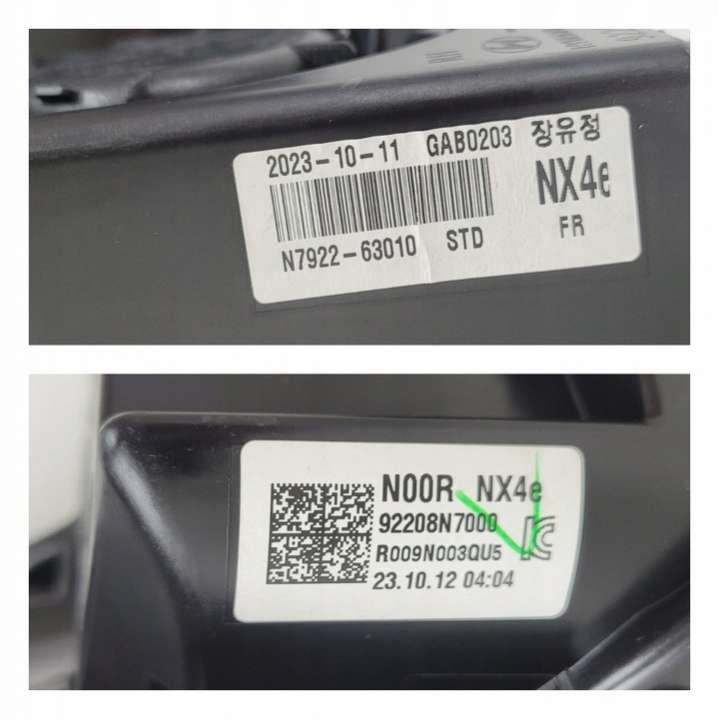 2023-10-11 GAB0203 장유정
NX4e
N7922-63010 STD FR
N00R NX4e
92208N7000
R009N003QU5
23.10.12 04:04